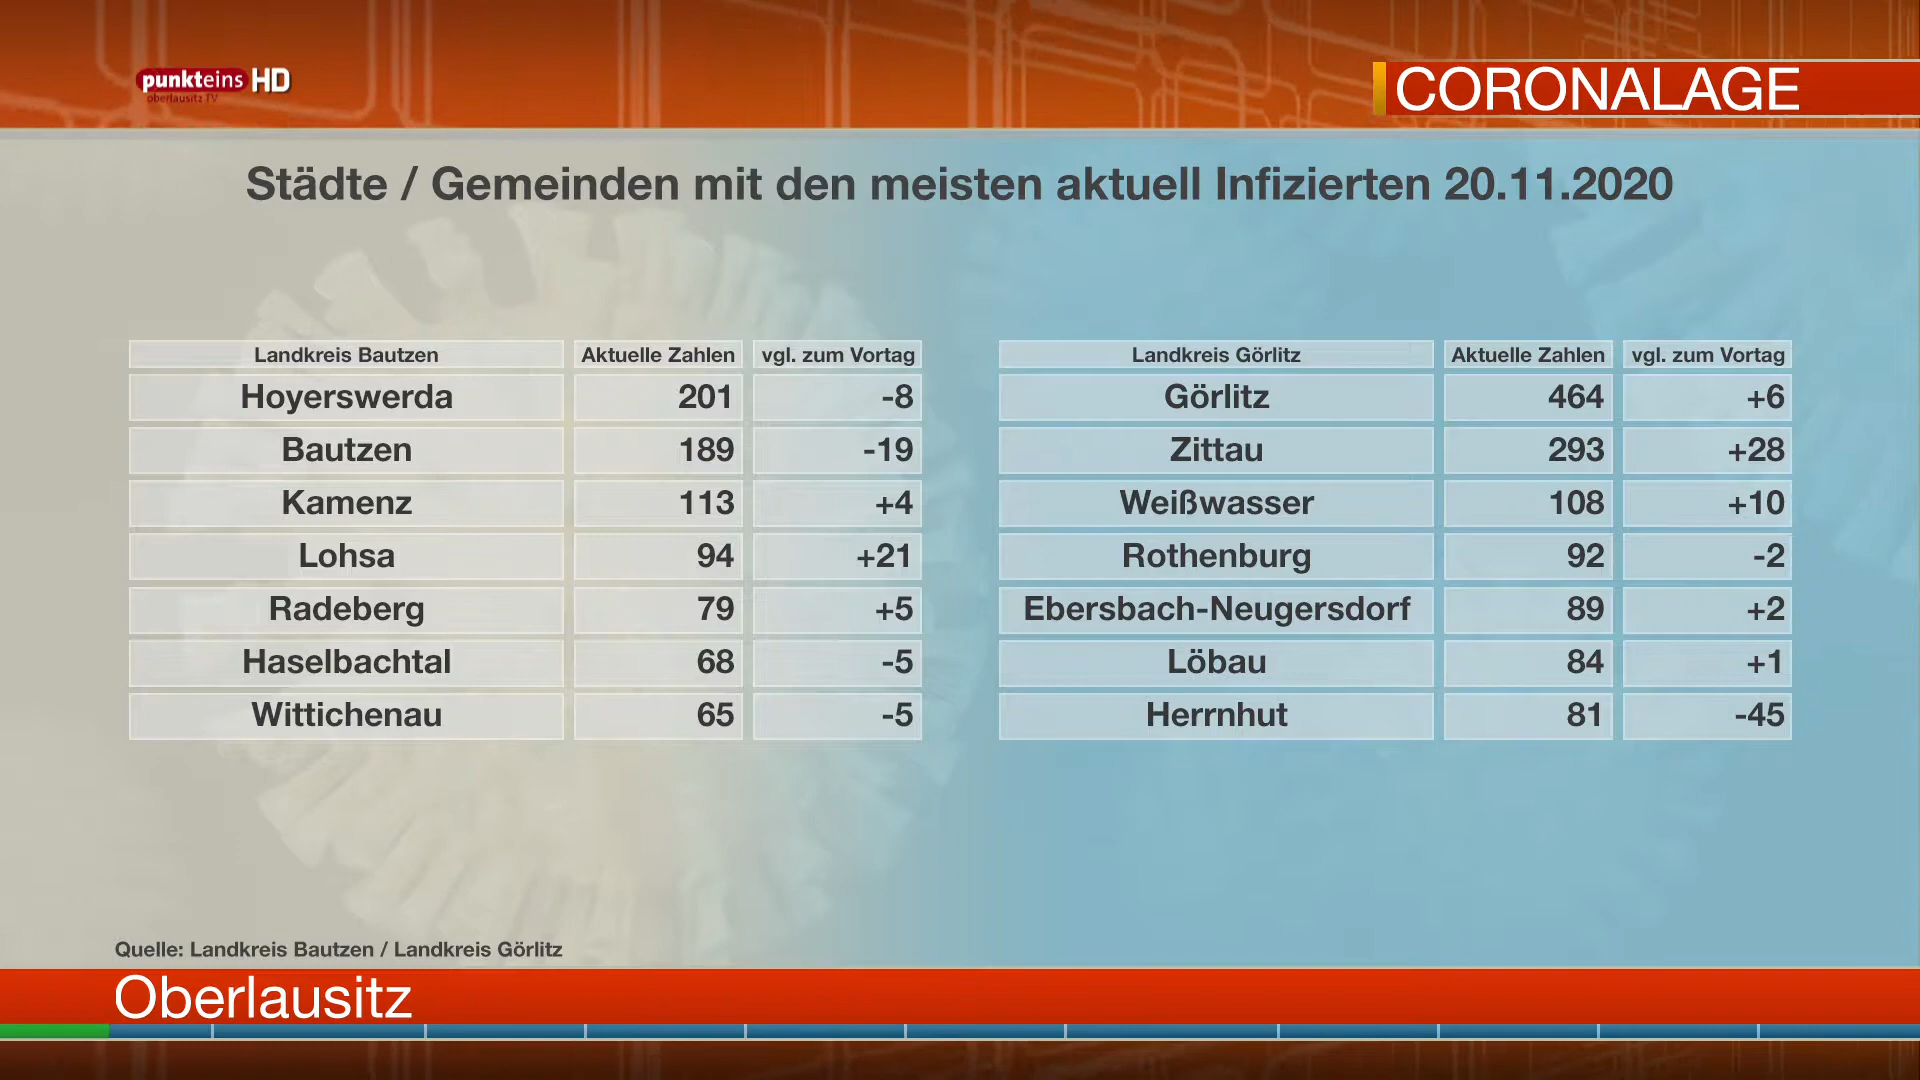 punkteins HD
oberlausitz TV
CORONALAGE
Städte / Gemeinden mit den meisten aktuell Infizierten 20.11.2020
Landkreis Bautzen Aktuelle Zahlen vgl. zum Vortag
Hoyerswerda 201 -8
Bautzen 189 -19
Kamenz 113 +4
Lohsa 94 +21
Radeberg 79 +5
Haselbachtal 68 -5
Wittichenau 65 -5
Landkreis Görlitz Aktuelle Zahlen vgl. zum Vortag
Görlitz 464 +6
Zittau 293 +28
Weißwasser 108 +10
Rothenburg 92 -2
Ebersbach-Neugersdorf 89 +2
Löbau 84 +1
Herrnhut 81 -45
Quelle: Landkreis Bautzen / Landkreis Görlitz
Oberlausitz